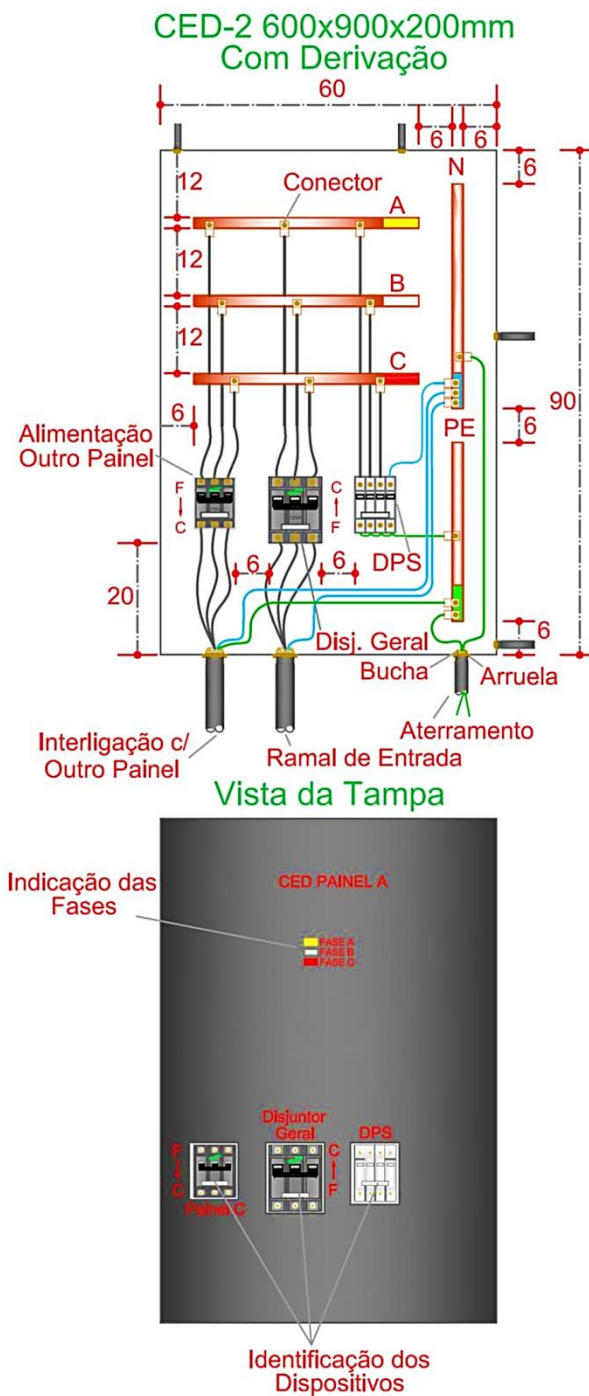 CED-2 600x900x200mm
Com Derivação
60
6 6
N
6
12
Conector
A
12
B
12
C
90
6
6
PE
Alimentação
Outro Painel
F
C
C
F
DPS
20
6 6
Disj. Geral
6
Bucha
Arruela
Aterramento
Interligação c/
Outro Painel
Ramal de Entrada
Vista da Tampa
Indicação das
Fases
CED PAINEL A
FASE A
FASE B
FASE C
Disjuntor
Geral
DPS
F
C
C
F
Painel C
Identificação dos
Dispositivos